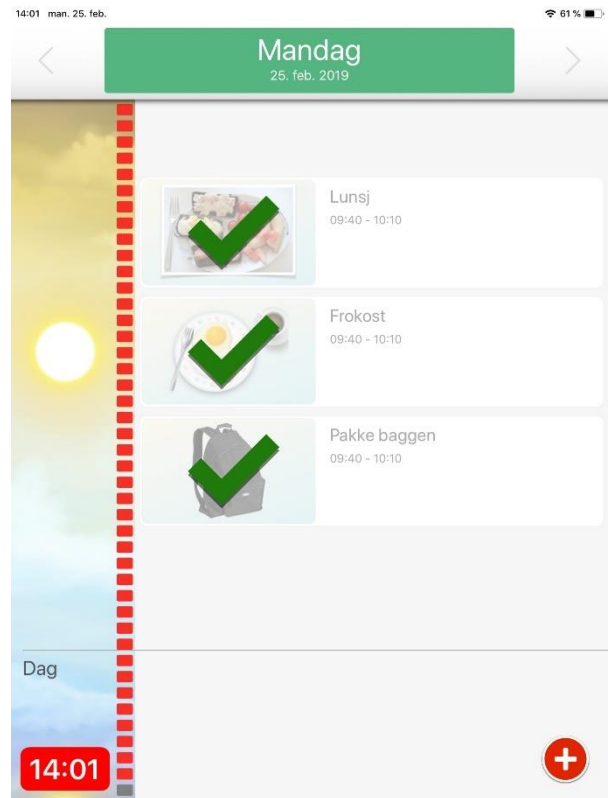 14:01 man. 25. feb.
61 %
Mandag
25. feb. 2019
Lunsj
09:40 - 10:10
Frokost
09:40 - 10:10
Pakke baggen
09:40 - 10:10
Dag
14:01